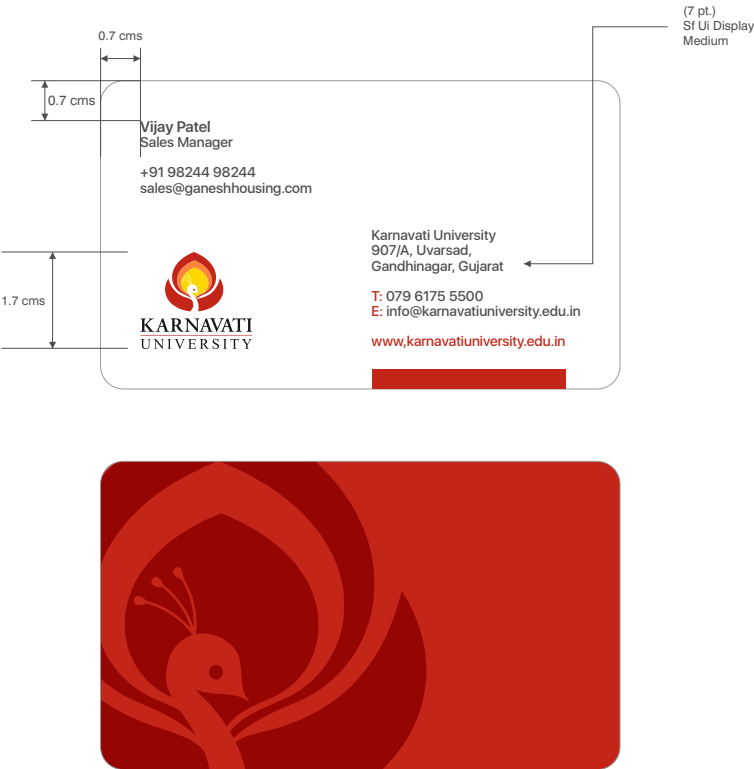 (7 pt.)
Sf Ui Display
Medium
0.7 cms
0.7 cms
Vijay Patel
Sales Manager
+91 98244 98244
sales@ganeshhousing.com
Karnavati University
907/A, Uvarsad,
Gandhinagar, Gujarat
T: 079 6175 5500
E: info@karnavatiuniversity.edu.in
www,karnavatiuniversity.edu.in
1.7 cms
KARNAVATI
UNIVERSITY